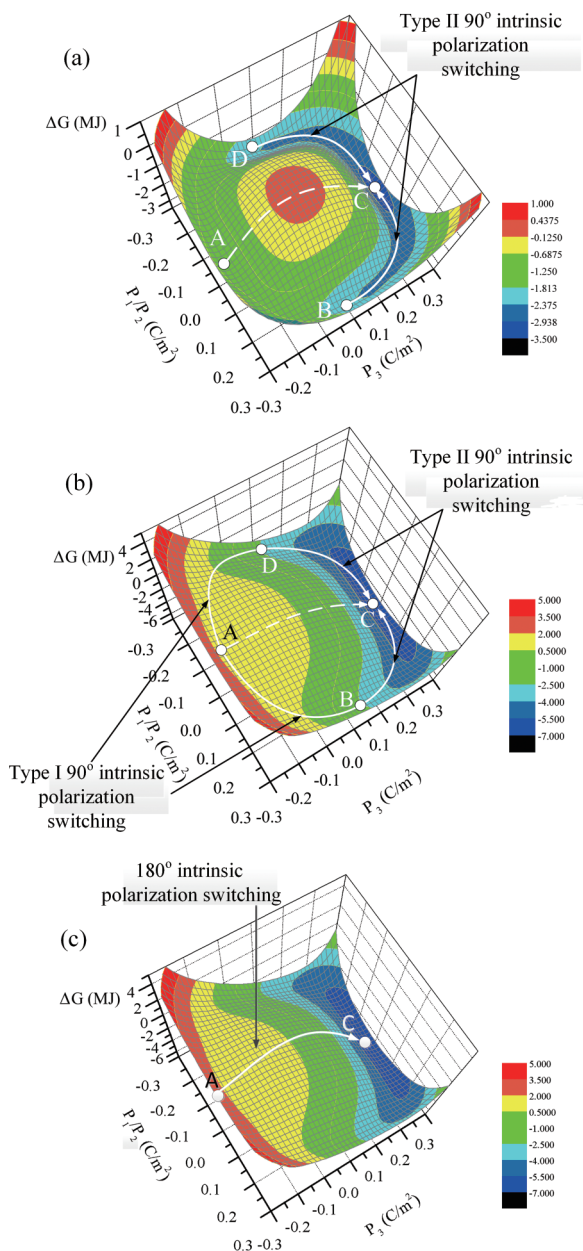 Type II 90° intrinsic
polarization
switching
(a)
ΔG (MJ)
1
0
-1
-2
-3
-0.3
-0.2
-0.1
0.0
0.1
0.2
0.3
P₁/P₂ (C/m²)
-0.3
-0.2
-0.1
0.0
0.1
0.2
0.3
P₃ (C/m²)
A
B
C
D
1.000
0.4375
-0.1250
-0.6875
-1.250
-1.813
-2.375
-2.938
-3.500
(b)
Type II 90° intrinsic
polarization
switching
ΔG (MJ)
4
2
0
-2
-4
-6
-0.3
-0.2
-0.1
0.0
0.1
0.2
0.3
P₁/P₂ (C/m²)
-0.3
-0.2
-0.1
0.0
0.1
0.2
0.3
P₃ (C/m²)
A
B
C
D
5.000
3.500
2.000
0.5000
-1.000
-2.500
-4.000
-5.500
-7.000
Type I 90° intrinsic
polarization
switching
180° intrinsic
polarization switching
(c)
ΔG (MJ)
4
2
0
-2
-4
-6
-0.3
-0.2
-0.1
0.0
0.1
0.2
0.3
P₁/P₂ (C/m²)
-0.3
-0.2
-0.1
0.0
0.1
0.2
0.3
P₃ (C/m²)
A
C
5.000
3.500
2.000
0.5000
-1.000
-2.500
-4.000
-5.500
-7.000